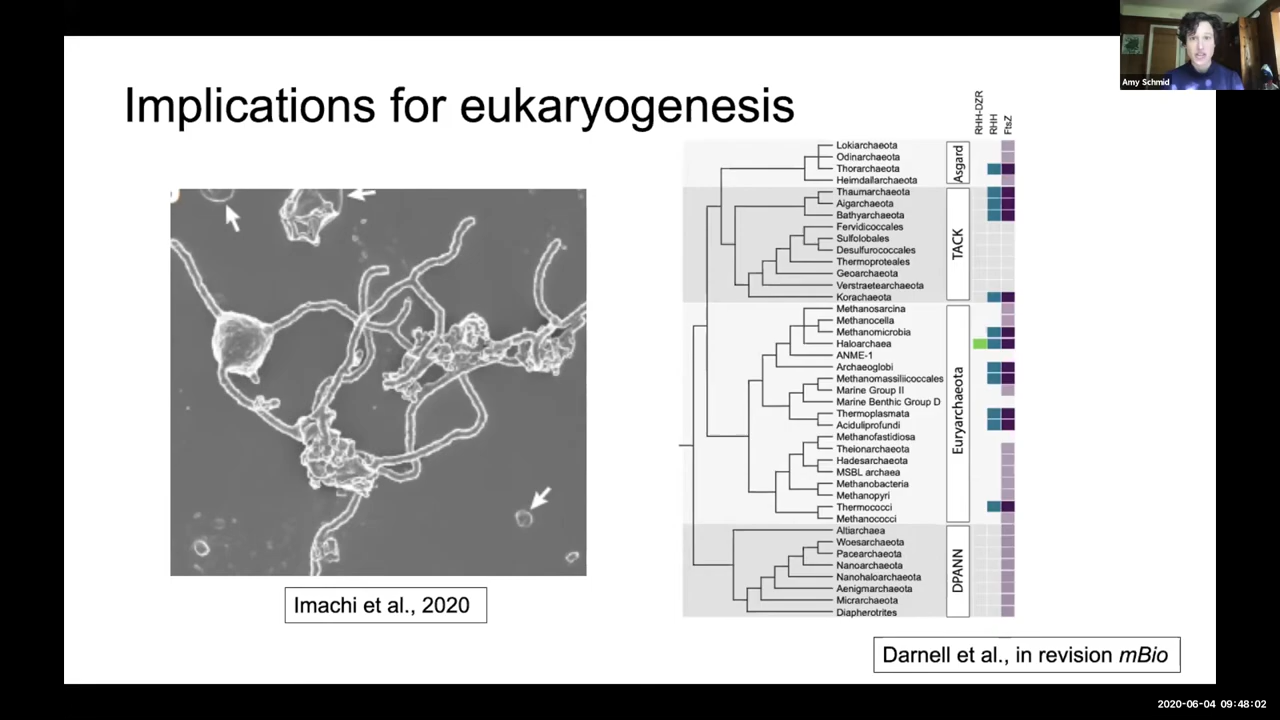 Amy Schmid
Implications for eukaryogenesis
RHH-DZR
RHH
FtsZ
Lokiarchaeota
Odinarchaeota
Thorarchaeota
Heimdallarchaeota
Asgard
Thaumarchaeota
Aigarchaeota
Bathyarchaeota
Fervidicoccales
Sulfolobales
Desulfurococcales
Thermoproteales
Geoarchaeota
Verstraetearchaeota
Korachaeota
TACK
Methanosarcina
Methanocella
Methanomicrobia
Haloarchaea
ANME-1
Archaeoglobi
Methanomassiliicoccales
Marine Group II
Marine Benthic Group D
Thermoplasmata
Aciduliprofundi
Methanofastidiosa
Theionarchaeota
Hadesarchaeota
MSBL archaea
Methanobacteria
Methanopyri
Thermococci
Methanococci
Euryarchaeota
Altiarchaea
Woesarchaeota
Pacearchaeota
Nanoarchaeota
Nanohaloarchaeota
Aenigmarchaeota
Micrarchaeota
Diapherotrites
DPANN
Imachi et al., 2020
Darnell et al., in revision mBio
2020-06-04 09:48:02